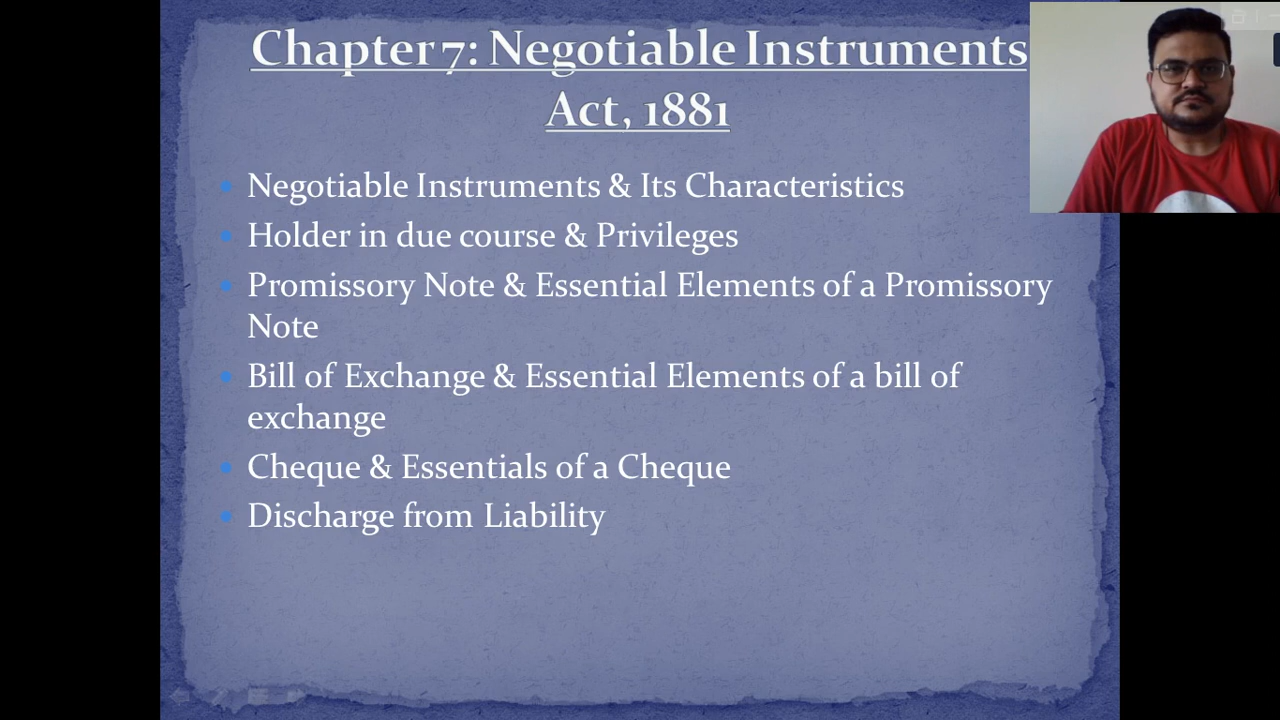 Chapter 7: Negotiable Instruments
Act, 1881
Negotiable Instruments & Its Characteristics
Holder in due course & Privileges
Promissory Note & Essential Elements of a Promissory
Note
Bill of Exchange & Essential Elements of a bill of
exchange
Cheque & Essentials of a Cheque
Discharge from Liability